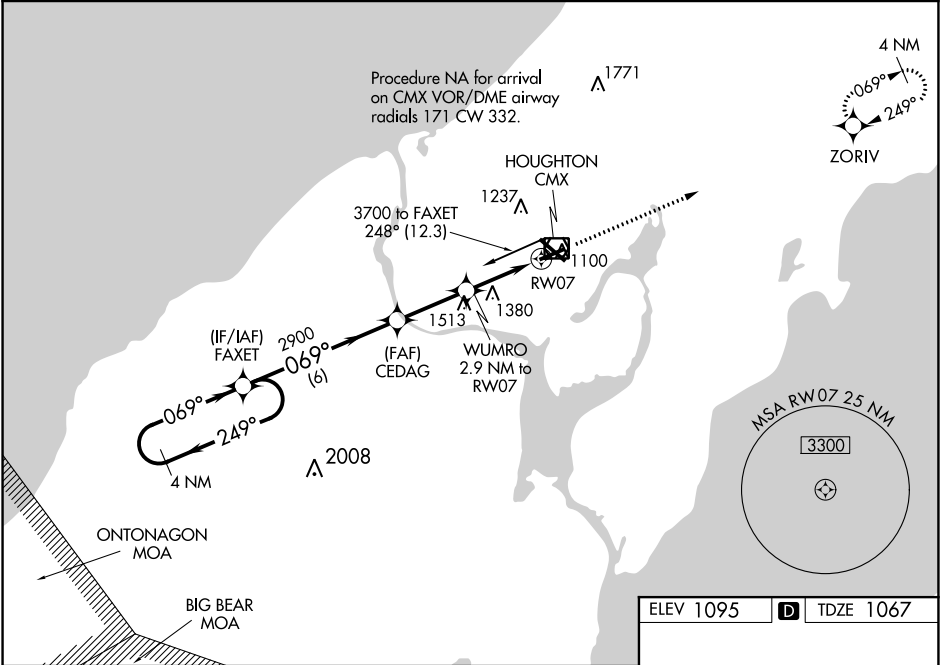 4 NM
069°
249°
ZORIV
Procedure NA for arrival
on CMX VOR/DME airway
radials 171 CW 332.
1771
HOUGHTON
CMX
1237
3700 to FAXET
248° (12.3)
1100
RW07
1380
1513
WUMRO
2.9 NM to
RW07
(FAF)
CEDAG
(IF/IAF)
FAXET
2900
069°
(6)
069°
249°
4 NM
2008
MSA RW07 25 NM
3300
ONTONAGON
MOA
BIG BEAR
MOA
ELEV 1095 D TDZE 1067